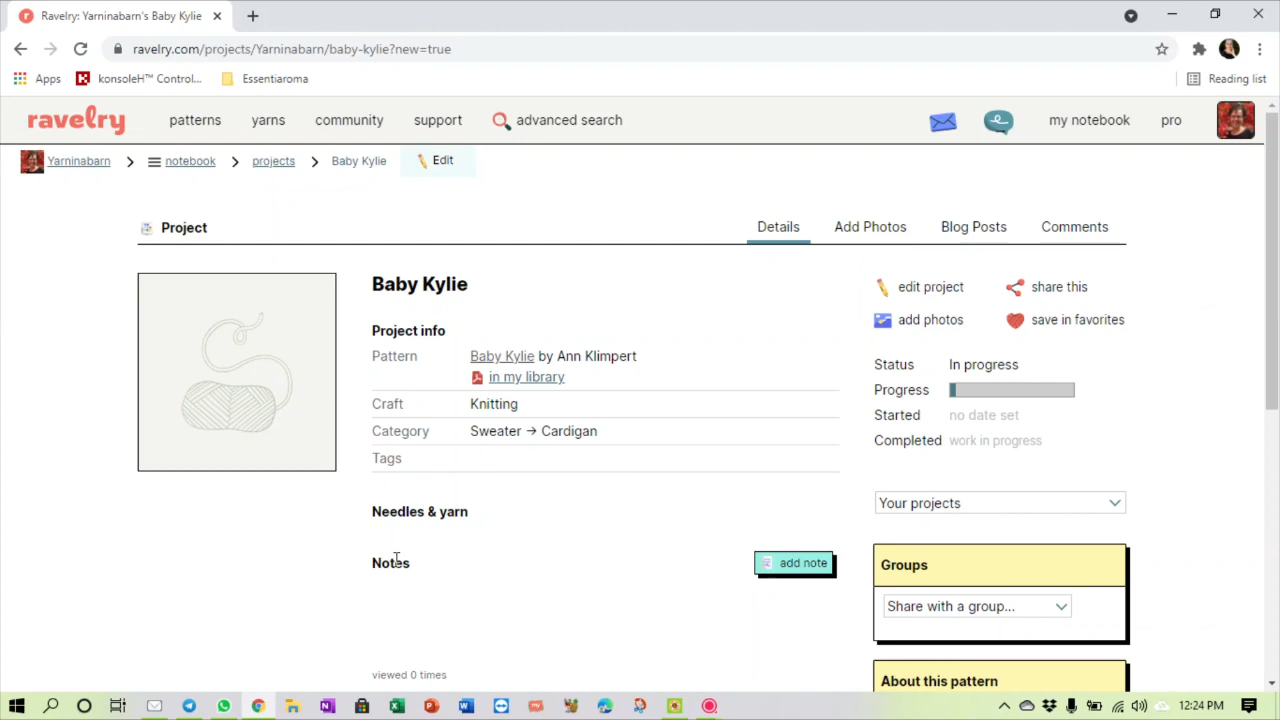 Ravelry: Yarninabarn's Baby Kylie
ravelry.com/projects/Yarninabarn/baby-kylie?new=true
Apps
konsoleH™ Control...
Essentiaroma
Reading list
ravelry
patterns
yarns
community
support
advanced search
my notebook
pro
Yarninabarn
notebook
projects
Baby Kylie
Edit
Project
Details
Add Photos
Blog Posts
Comments
Baby Kylie
Project info
Pattern
Baby Kylie by Ann Klimpert
in my library
Craft
Knitting
Category
Sweater → Cardigan
Tags
Needles & yarn
Notes
add note
viewed 0 times
edit project
share this
add photos
save in favorites
Status
In progress
Progress
Started
no date set
Completed
work in progress
Your projects
Groups
Share with a group...
About this pattern
12:24 PM